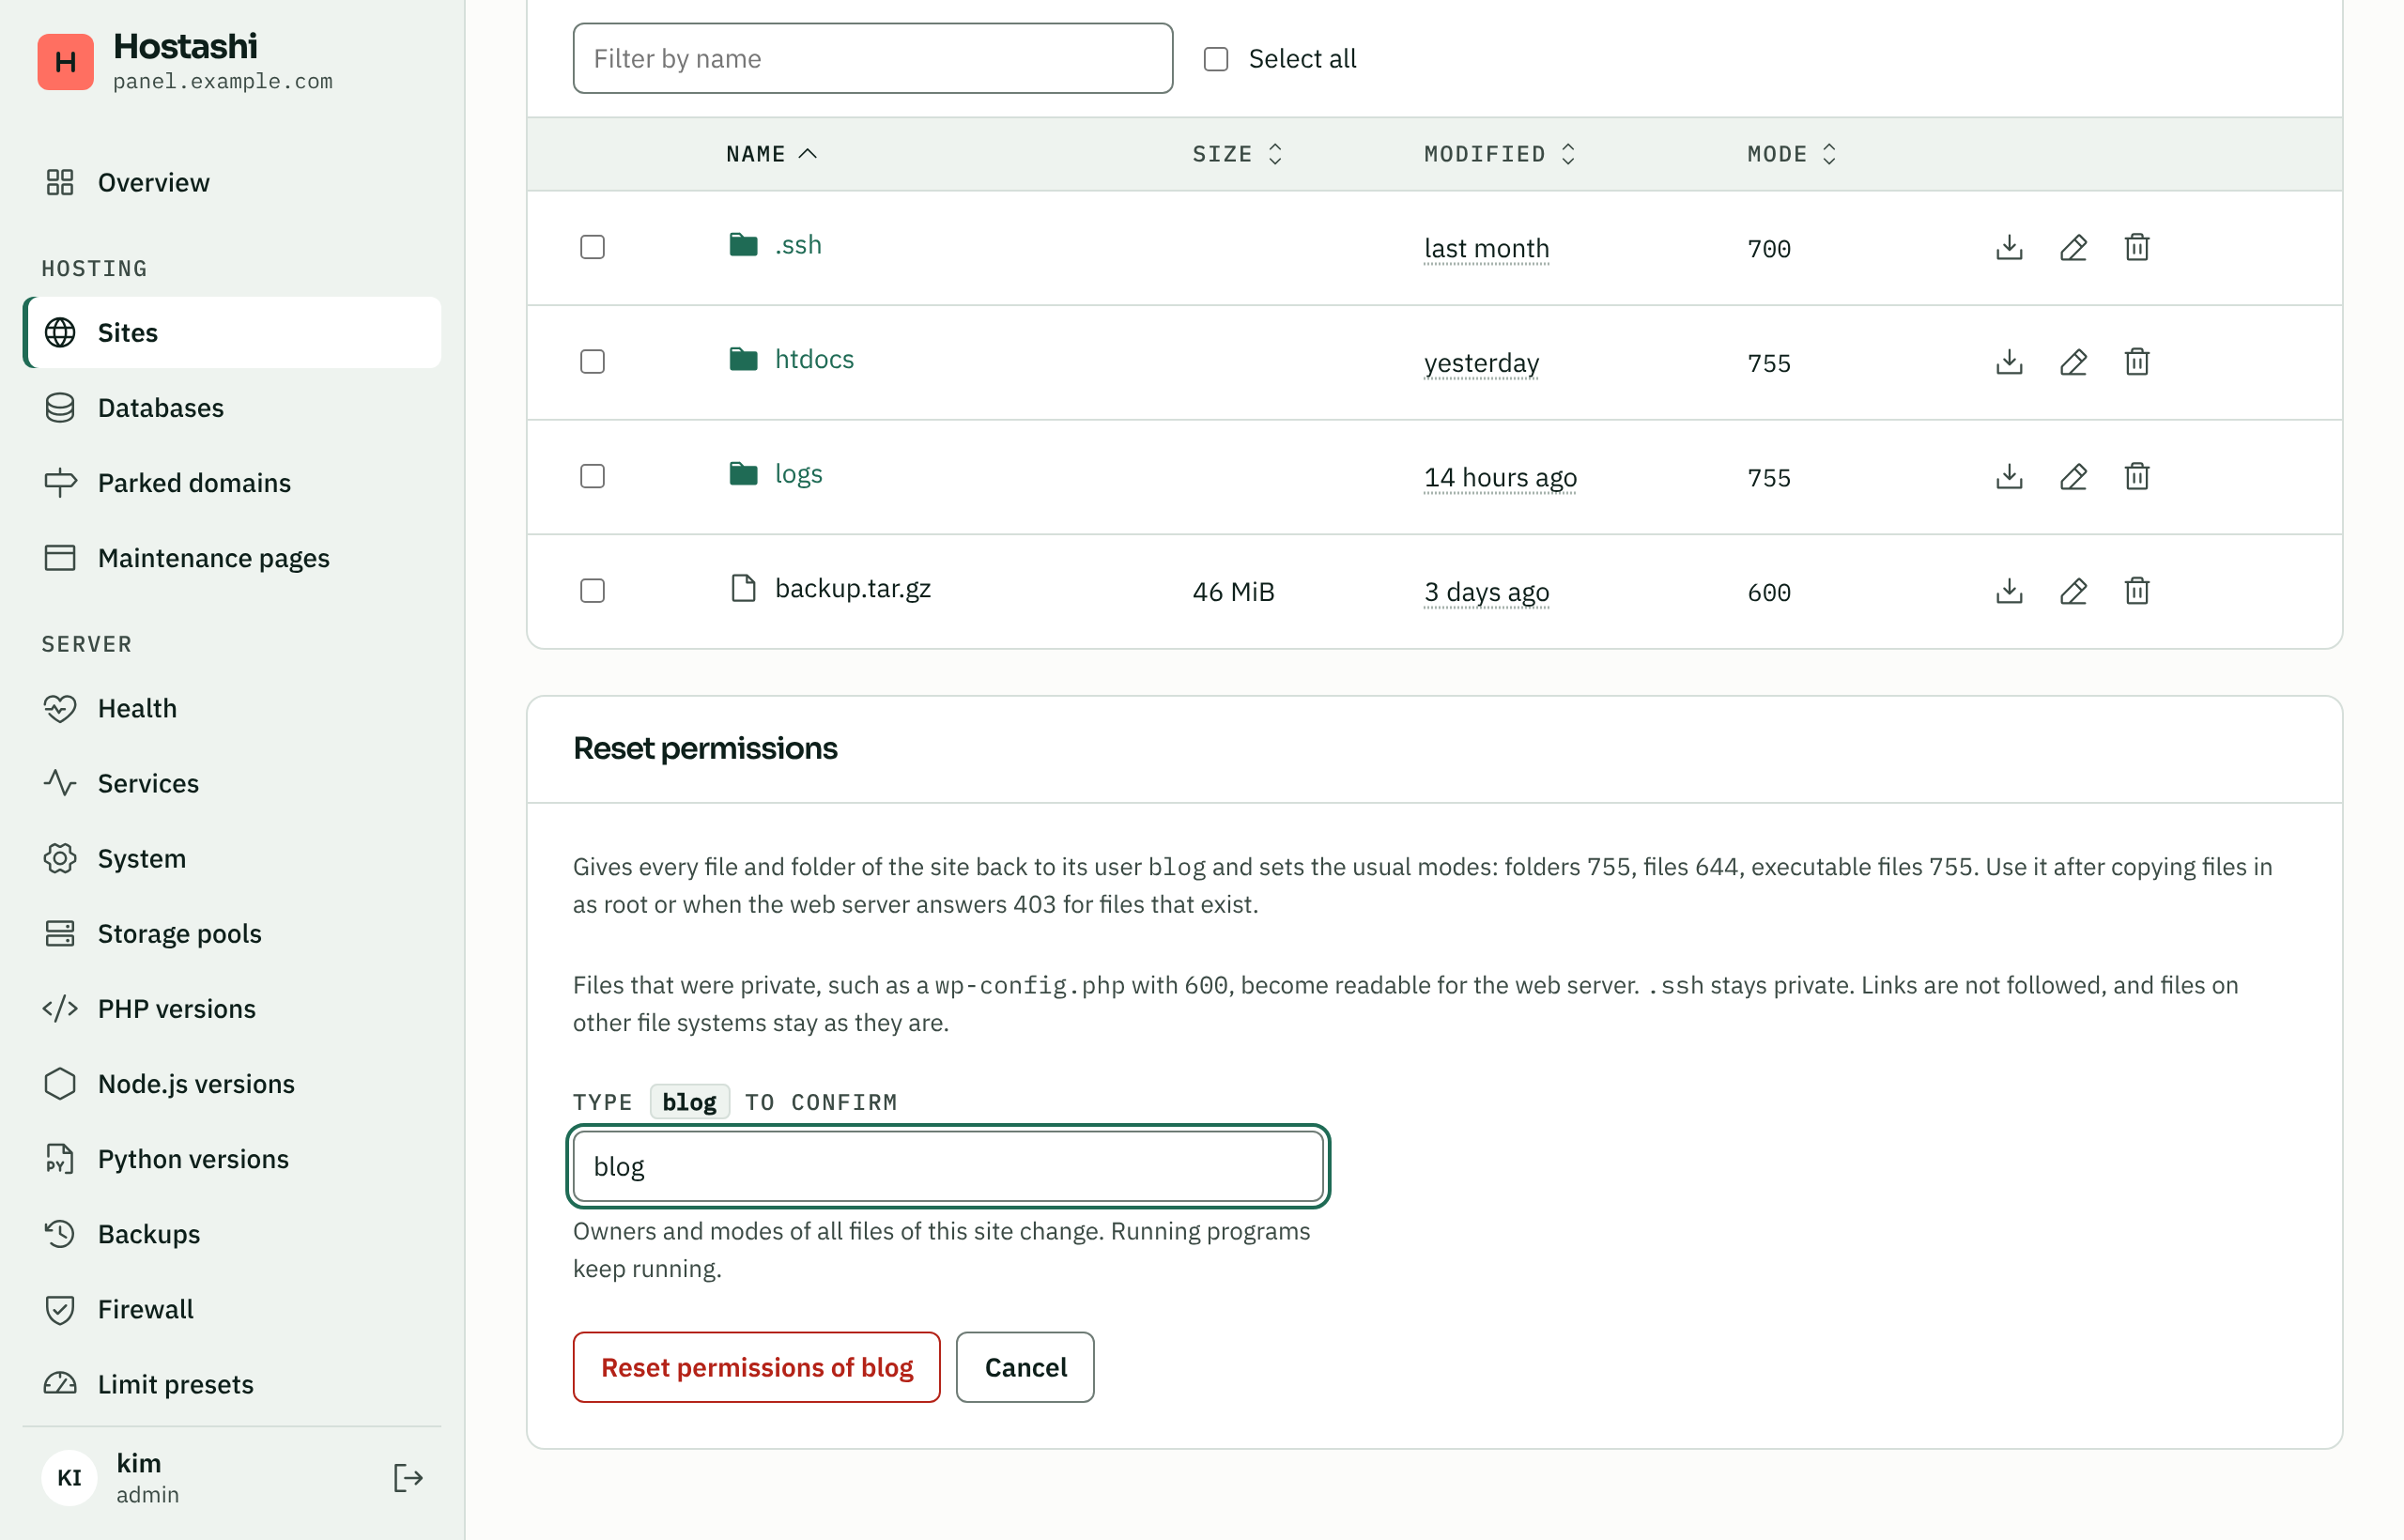 H
Hostashi
panel.example.com
Overview
HOSTING
Sites
Databases
Parked domains
Maintenance pages
SERVER
Health
Services
System
Storage pools
PHP versions
Node.js versions
PY
Python versions
Backups
Firewall
Limit presets
KI
kim
admin
Filter by name
Select all
NAME SIZE MODIFIED MODE
.ssh last month 700
htdocs yesterday 755
logs 14 hours ago 755
backup.tar.gz 46 MiB 3 days ago 600
Reset permissions
Gives every file and folder of the site back to its user blog and sets the usual modes: folders 755, files 644, executable files 755. Use it after copying files in
as root or when the web server answers 403 for files that exist.
Files that were private, such as a wp-config.php with 600, become readable for the web server. .ssh stays private. Links are not followed, and files on
other file systems stay as they are.
TYPE blog TO CONFIRM
blog
Owners and modes of all files of this site change. Running programs
keep running.
Reset permissions of blog Cancel